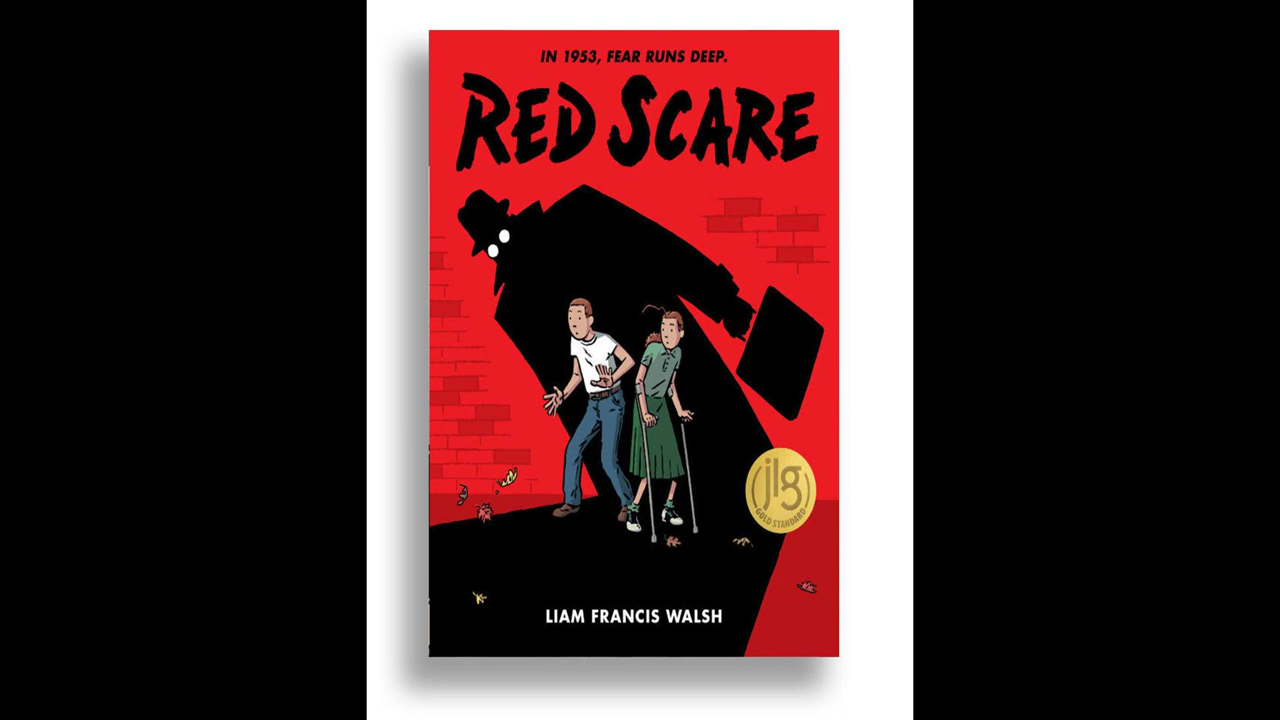 IN 1953, FEAR RUNS DEEP.
RED SCARE
jlg
GOLD STANDARD
LIAM FRANCIS WALSH